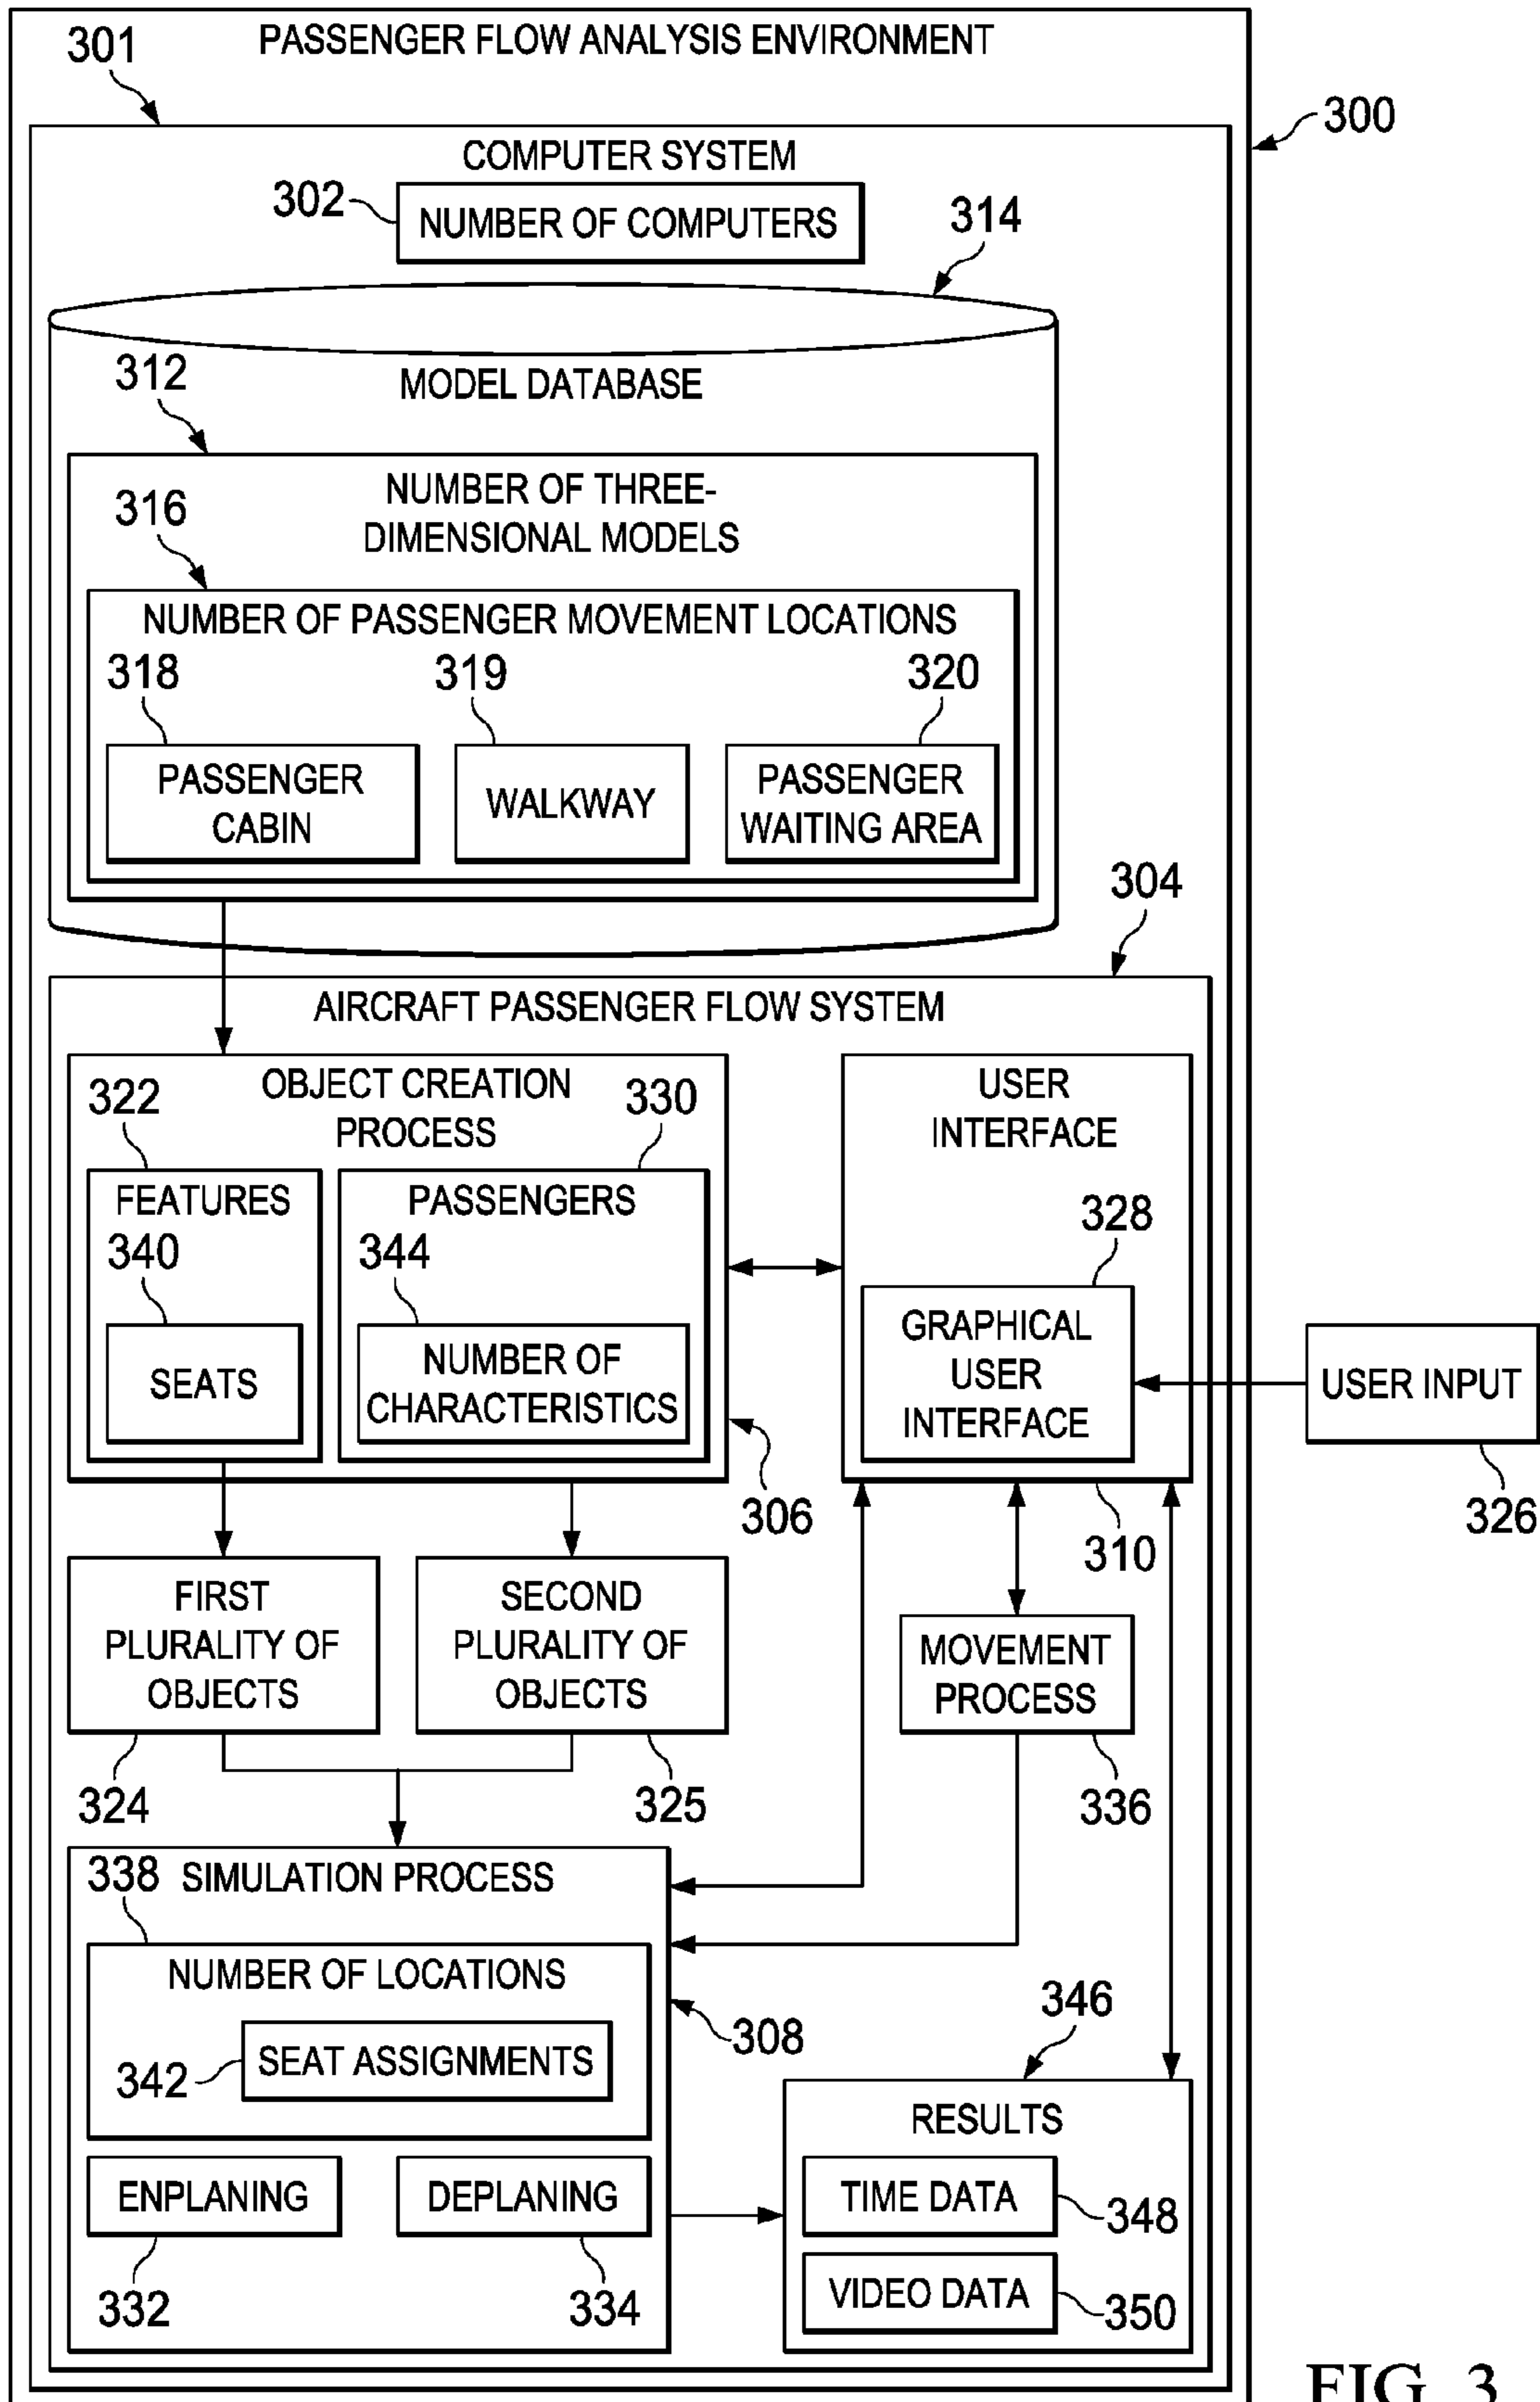 PASSENGER FLOW ANALYSIS ENVIRONMENT
301
300
COMPUTER SYSTEM
302
NUMBER OF COMPUTERS
314
MODEL DATABASE
312
NUMBER OF THREE-
DIMENSIONAL MODELS
316
NUMBER OF PASSENGER MOVEMENT LOCATIONS
318
319
320
PASSENGER
CABIN
WALKWAY
PASSENGER
WAITING AREA
304
AIRCRAFT PASSENGER FLOW SYSTEM
OBJECT CREATION
PROCESS
322
330
FEATURES
340
SEATS
PASSENGERS
344
NUMBER OF
CHARACTERISTICS
306
USER
INTERFACE
328
GRAPHICAL
USER
INTERFACE
310
USER INPUT
326
FIRST
PLURALITY OF
OBJECTS
324
SECOND
PLURALITY OF
OBJECTS
325
MOVEMENT
PROCESS
336
338
SIMULATION PROCESS
NUMBER OF LOCATIONS
342
SEAT ASSIGNMENTS
308
ENPLANING
332
DEPLANING
334
346
RESULTS
TIME DATA
348
VIDEO DATA
350
FIG. 3